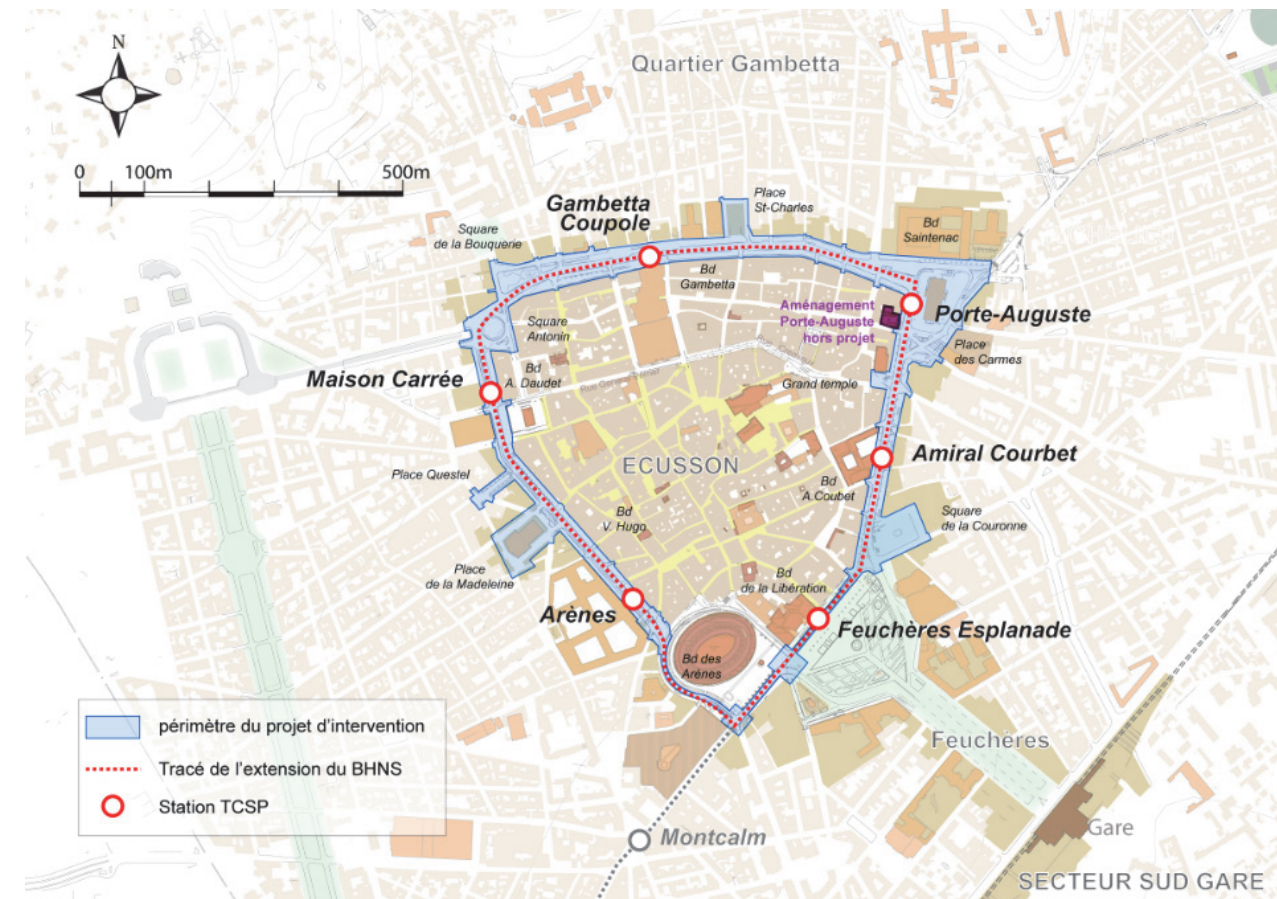 N
0 100m 500m
Quartier Gambetta
Place
St-Charles
Gambetta
Coupole
Square
de la Bouquerie
Bd
Saintenac
Bd
Gambetta
Aménagement
Porte-Auguste
hors projet
Porte-Auguste
Square
Antonin
Place
des Carmes
Maison Carrée
Bd
A. Daudet
Grand temple
Place Questel
ECUSSON
Amiral Courbet
Bd
A.Coubet
Bd
V. Hugo
Square
de la Couronne
Place
de la Madeleine
Bd
de la Libération
Arènes
Feuchères Esplanade
Bd des
Arènes
périmètre du projet d'intervention
Tracé de l'extension du BHNS
Station TCSP
Feuchères
Montcalm
Gare
SECTEUR SUD GARE